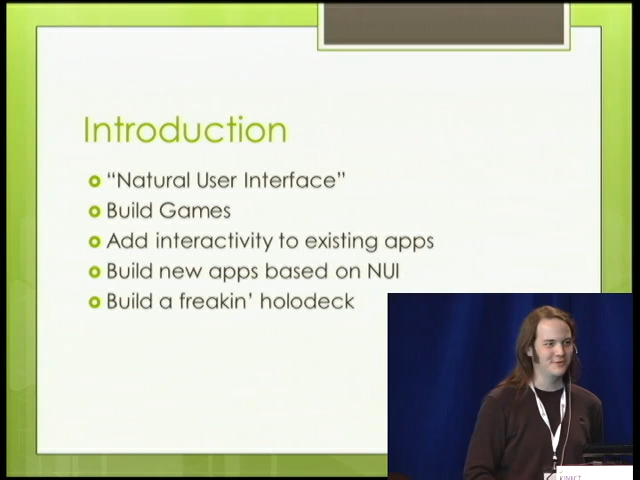 Introduction
"Natural User Interface"
Build Games
Add interactivity to existing apps
Build new apps based on NUI
Build a freakin' holodeck